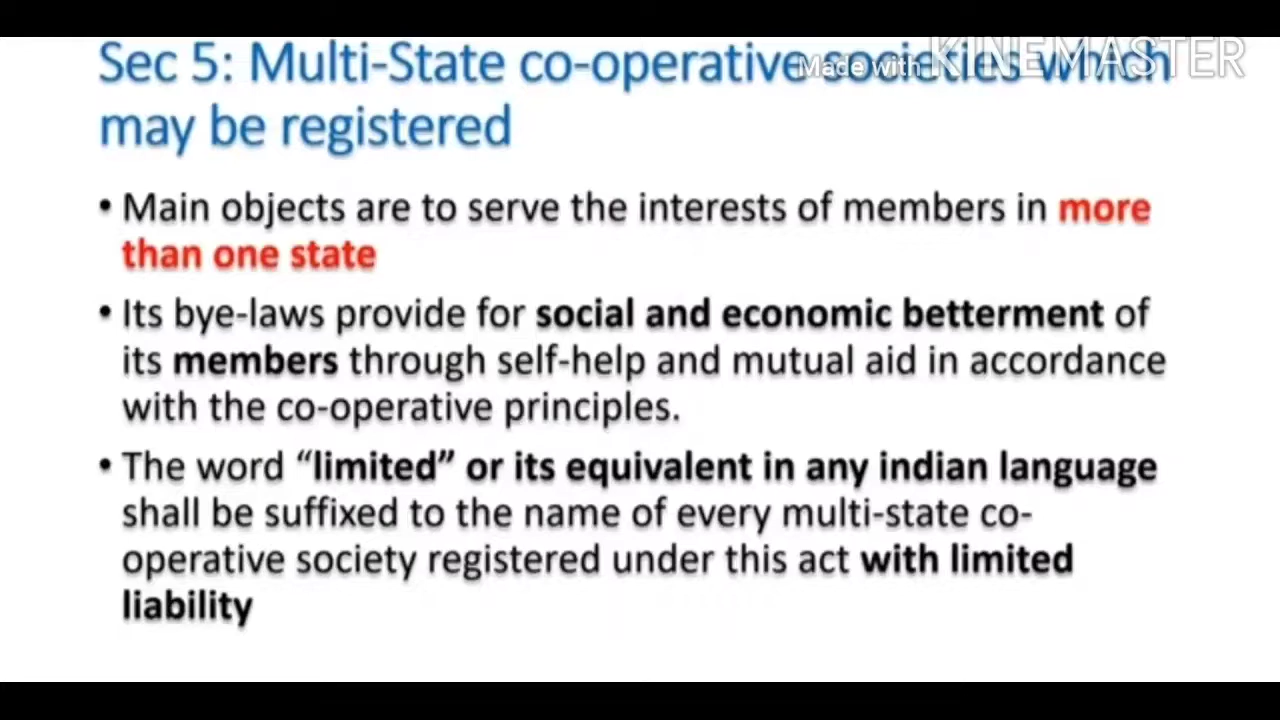 Sec 5: Multi-State co-operative societies which
Made with KINEMASTER
may be registered
• Main objects are to serve the interests of members in more
than one state
• Its bye-laws provide for social and economic betterment of
its members through self-help and mutual aid in accordance
with the co-operative principles.
• The word “limited” or its equivalent in any indian language
shall be suffixed to the name of every multi-state co-
operative society registered under this act with limited
liability